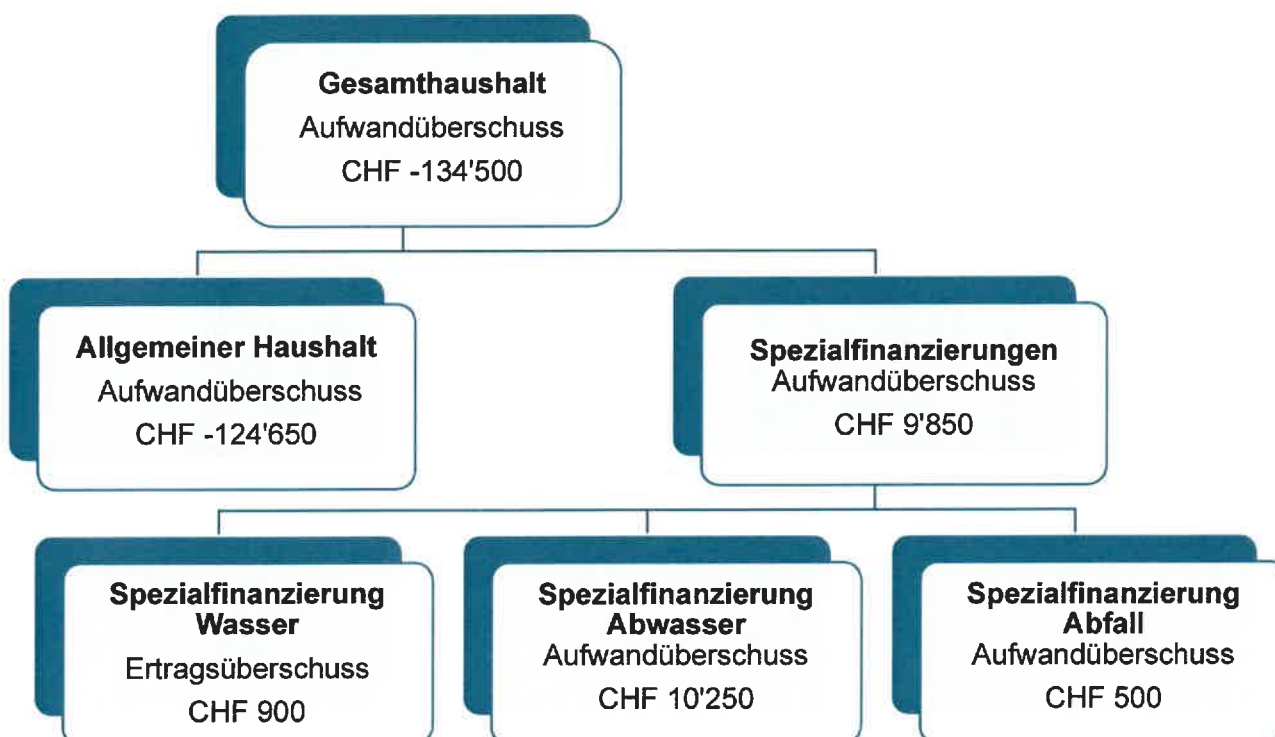 Gesamthaushalt
Aufwandüberschuss
CHF -134'500
Allgemeiner Haushalt
Aufwandüberschuss
CHF -124'650
Spezialfinanzierungen
Aufwandüberschuss
CHF 9'850
Spezialfinanzierung
Wasser
Ertragsüberschuss
CHF 900
Spezialfinanzierung
Abwasser
Aufwandüberschuss
CHF 10'250
Spezialfinanzierung
Abfall
Aufwandüberschuss
CHF 500